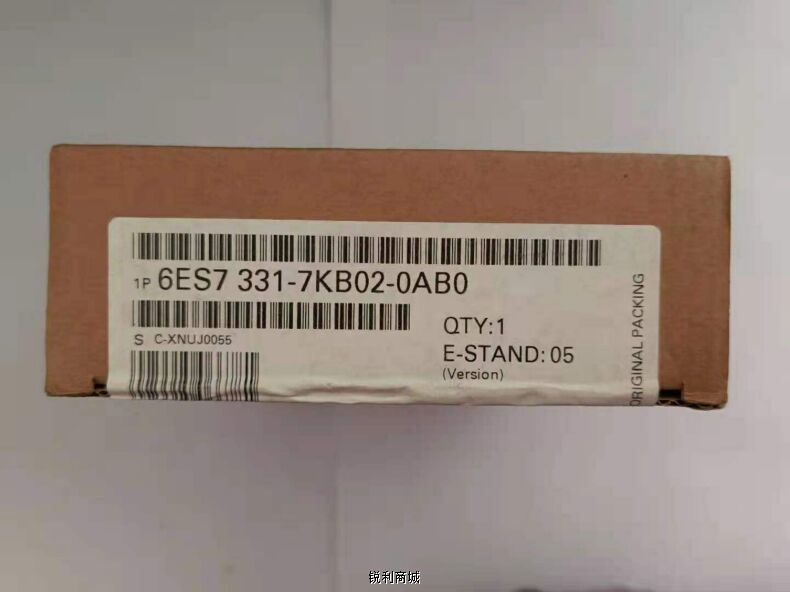 1P 6ES7 331-7KB02-0AB0
S C-XNUJ0055
QTY:1
E-STAND: 05
(Version)
ORIGINAL PACKING
锐利商城